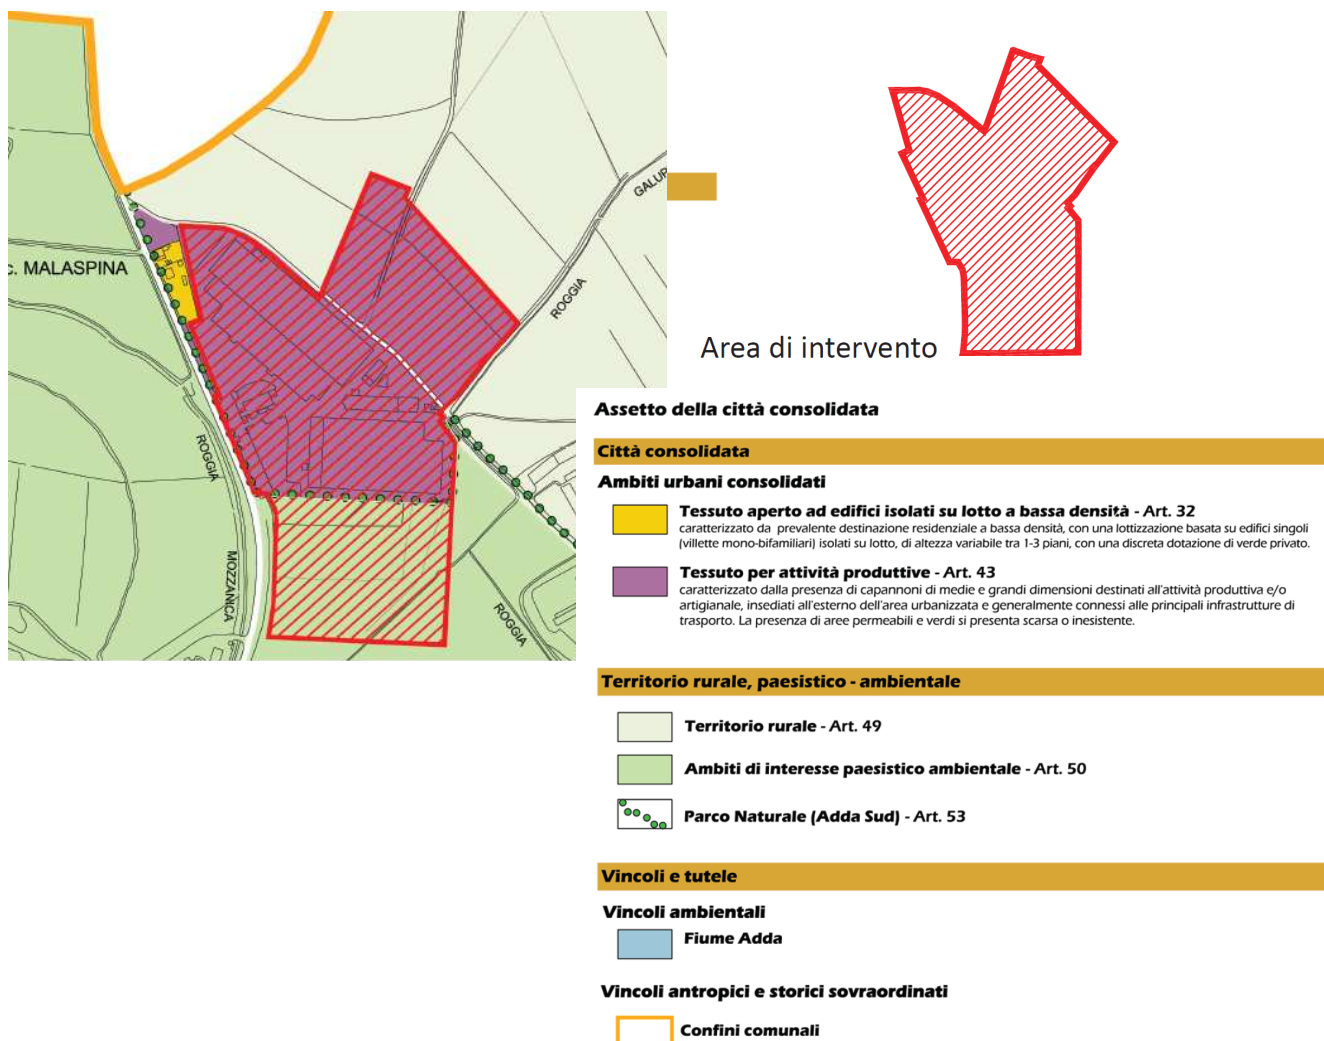 GALUP
c. MALASPINA
ROGGIA
Area di intervento
ROGGIA
MOZZANICA
ROGGIA
Assetto della città consolidata
Città consolidata
Ambiti urbani consolidati
Tessuto aperto ad edifici isolati su lotto a bassa densità - Art. 32
caratterizzato da prevalente destinazione residenziale a bassa densità, con una lottizzazione basata su edifici singoli
(villette mono-bifamiliari) isolati su lotto, di altezza variabile tra 1-3 piani, con una discreta dotazione di verde privato.
Tessuto per attività produttive - Art. 43
caratterizzato dalla presenza di capannoni di medie e grandi dimensioni destinati all'attività produttiva e/o
artigianale, insediati all'esterno dell'area urbanizzata e generalmente connessi alle principali infrastrutture di
trasporto. La presenza di aree permeabili e verdi si presenta scarsa o inesistente.
Territorio rurale, paesistico - ambientale
Territorio rurale - Art. 49
Ambiti di interesse paesistico ambientale - Art. 50
Parco Naturale (Adda Sud) - Art. 53
Vincoli e tutele
Vincoli ambientali
Fiume Adda
Vincoli antropici e storici sovraordinati
Confini comunali